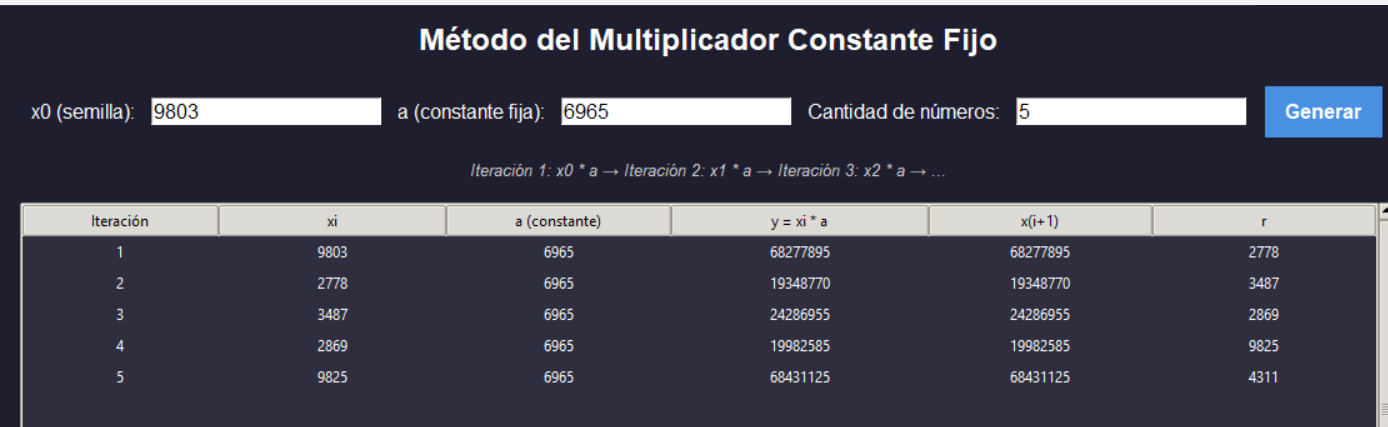 Método del Multiplicador Constante Fijo
x0 (semilla): 9803 a (constante fija): 6965 Cantidad de números: 5 Generar
Iteración 1: x0 * a → Iteración 2: x1 * a → Iteración 3: x2 * a → ...
Iteración xi a (constante) y = xi * a x(i+1) r
1 9803 6965 68277895 68277895 2778
2 2778 6965 19348770 19348770 3487
3 3487 6965 24286955 24286955 2869
4 2869 6965 19982585 19982585 9825
5 9825 6965 68431125 68431125 4311